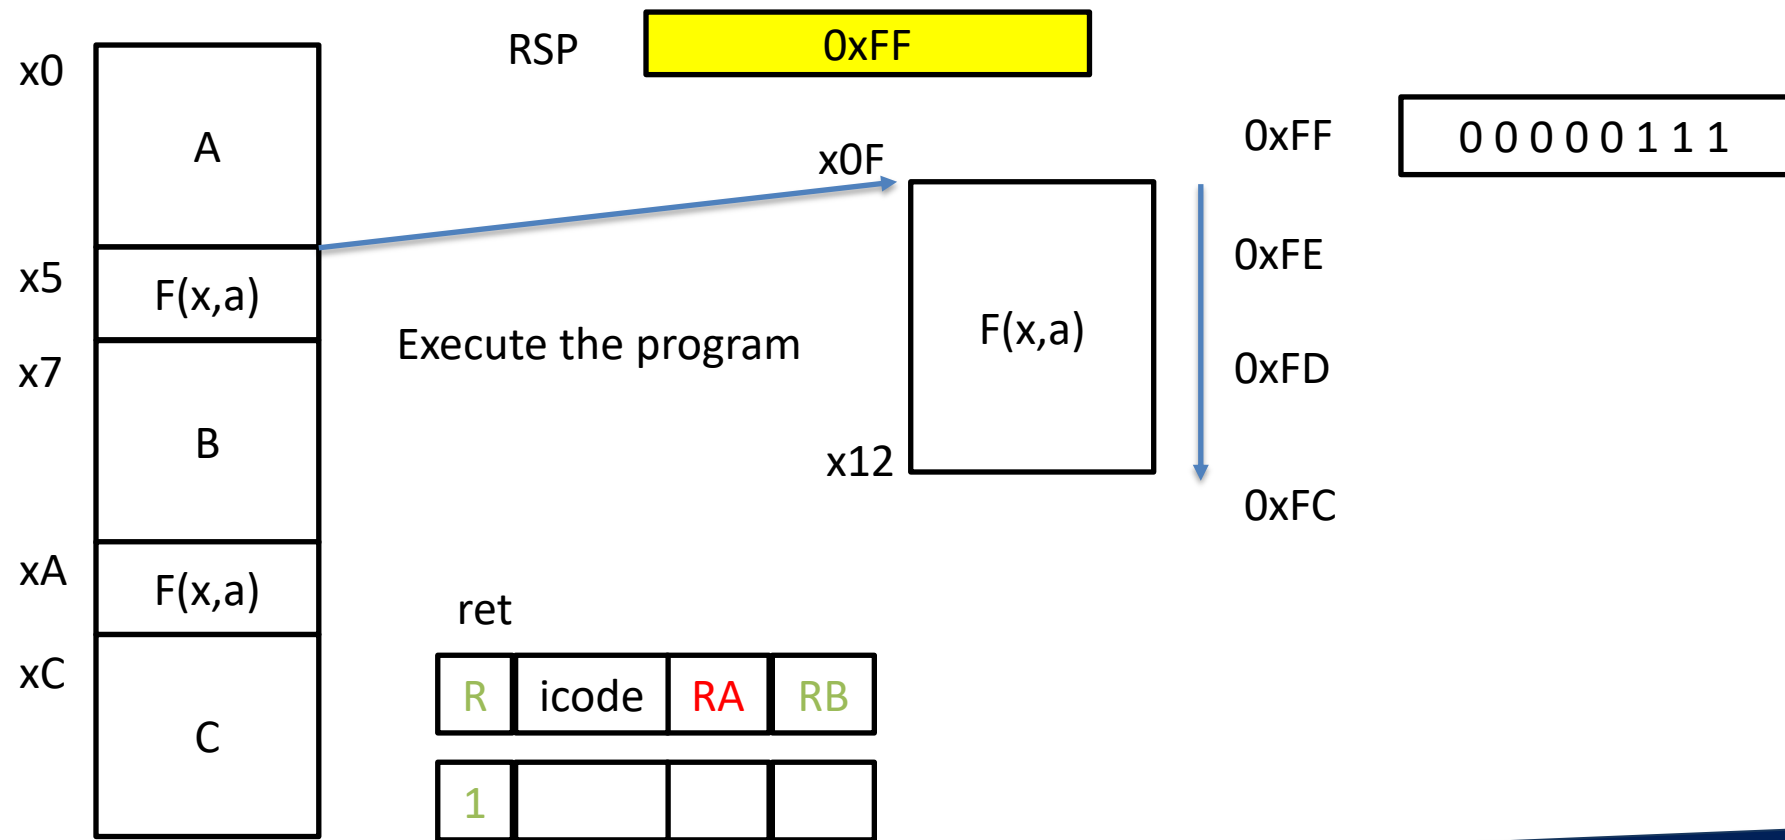 RSP
0xFF
x0
A
x0F
0xFF
0 0 0 0 0 1 1 1
0xFE
x5
F(x,a)
Execute the program
F(x,a)
0xFD
x7
B
x12
0xFC
xA
F(x,a)
ret
xC
C
R icode RA RB
1